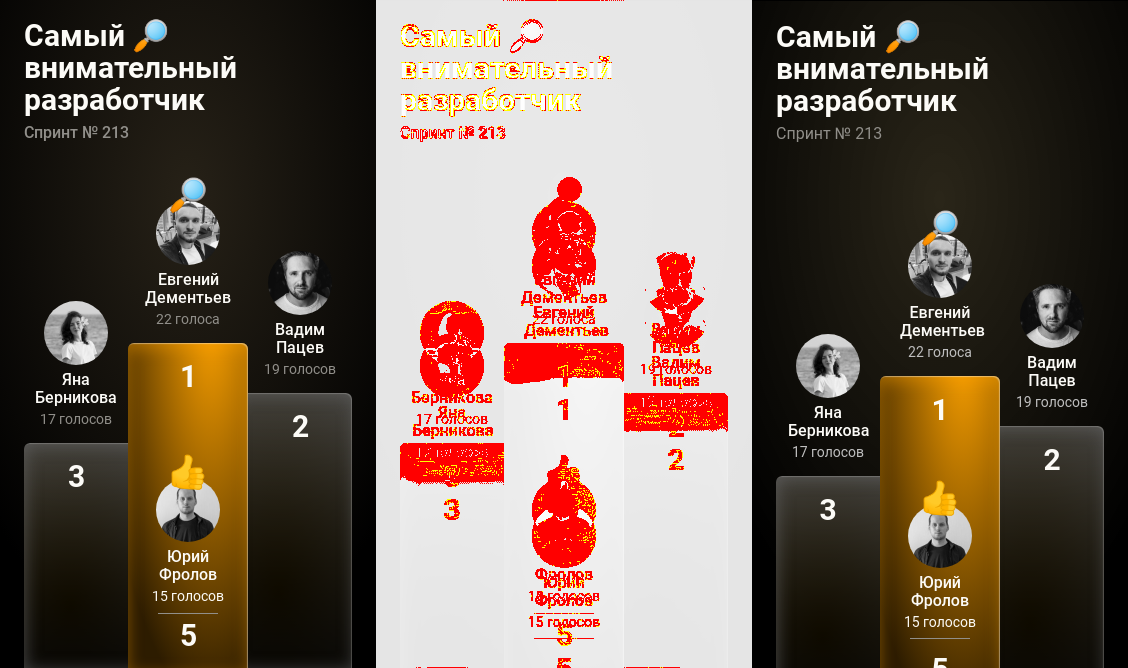 Самый 🔎
внимательный
разработчик
Спринт № 213
Евгений
Дементьев
22 голоса
Вадим
Пацев
19 голосов
Яна
Берникова
17 голосов
1
2
3
Юрий
Фролов
15 голосов
5
Самый
внимательный
разработчик
Спринт № 213
Евгений
Дементьев
22 голоса
Евгений
Дементьев
Вадим
Пацев
19 голосов
Вадим
Пацев
Берникова
17 голосов
Яна
Берникова
1
1
2
2
3
Фролов
Юрий
15 голосов
Фролов
15 голосов
5
5
Самый 🔎
внимательный
разработчик
Спринт № 213
Евгений
Дементьев
22 голоса
Вадим
Пацев
19 голосов
Яна
Берникова
17 голосов
1
2
3
Юрий
Фролов
15 голосов
5